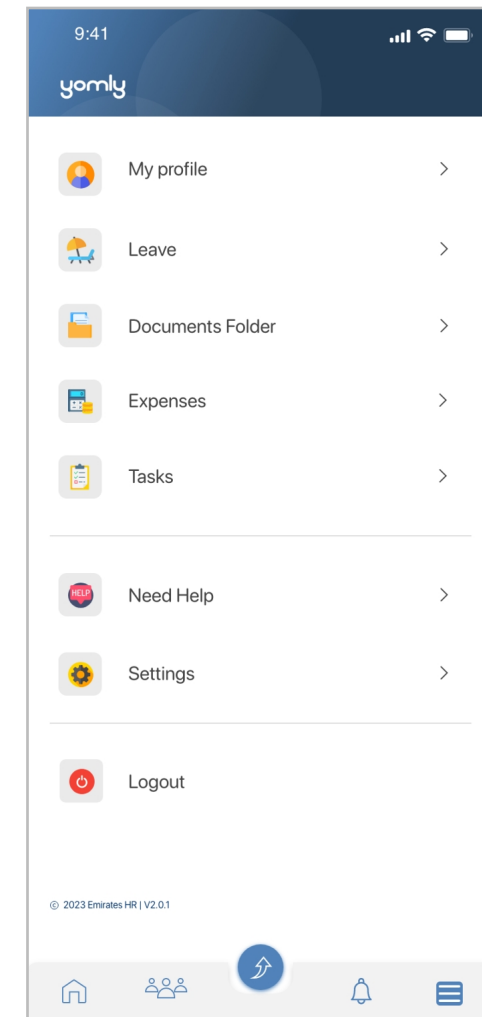 9:41
yomly
My profile
Leave
Documents Folder
Expenses
Tasks
HELP
Need Help
Settings
Logout
© 2023 Emirates HR | V2.0.1